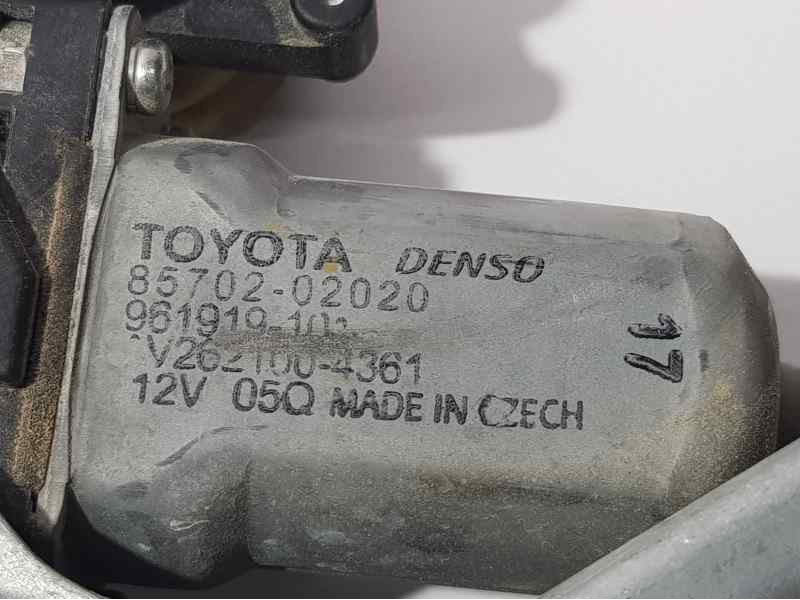 TOYOTA DENSO
85702-02020
961919-10
V262100-4361
12V 05Q MADE IN CZECH
17